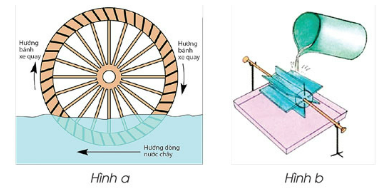 Hướng
bánh
xe quay
Hướng
bánh
xe quay
Hướng dòng
nước chảy
Hình a
Hình b